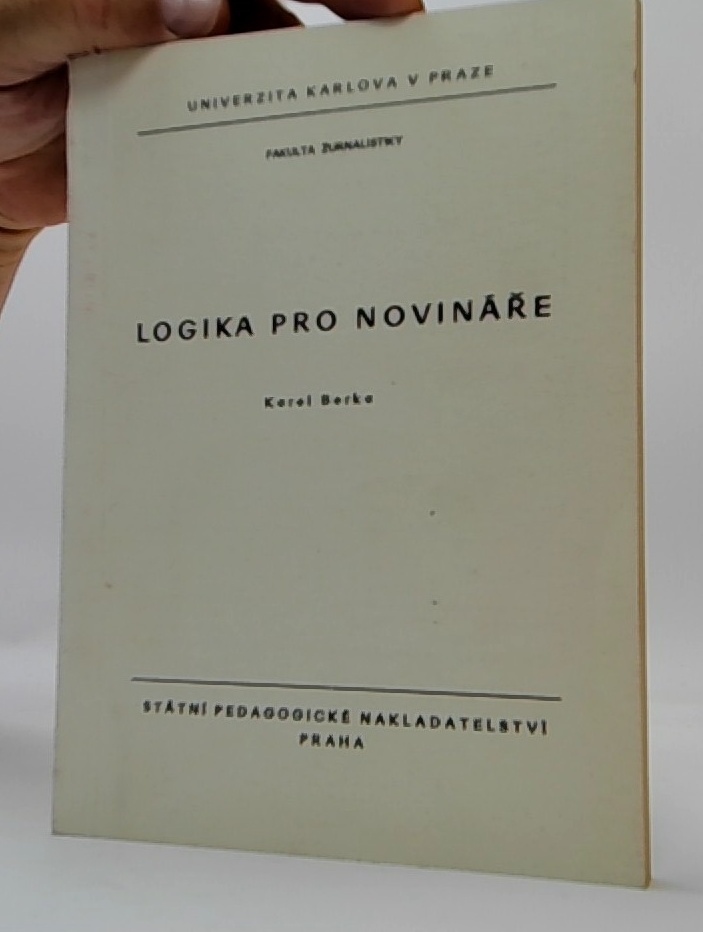 UNIVERZITA KARLOVA V PRAZE
FAKULTA ŽURNALISTIKY
LOGIKA PRO NOVINÁŘE
Karel Berka
STÁTNÍ PEDAGOGICKÉ NAKLADATELSTVÍ
PRAHA